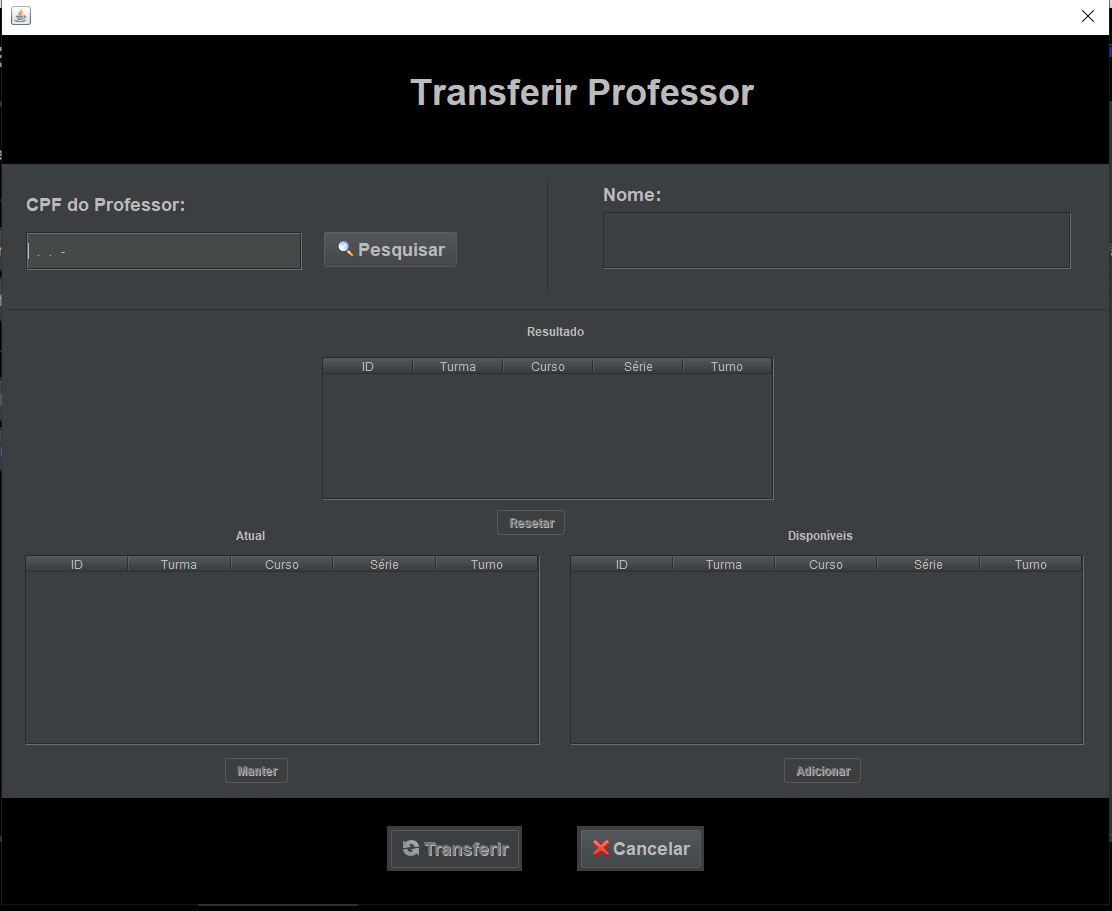 Transferir Professor
CPF do Professor:
Nome:
. . -
Pesquisar
Resultado
ID Turma Curso Série Turno
Resetar
Atual
Disponíveis
ID Turma Curso Série Turno
ID Turma Curso Série Turno
Manter
Adicionar
Transferir
Cancelar